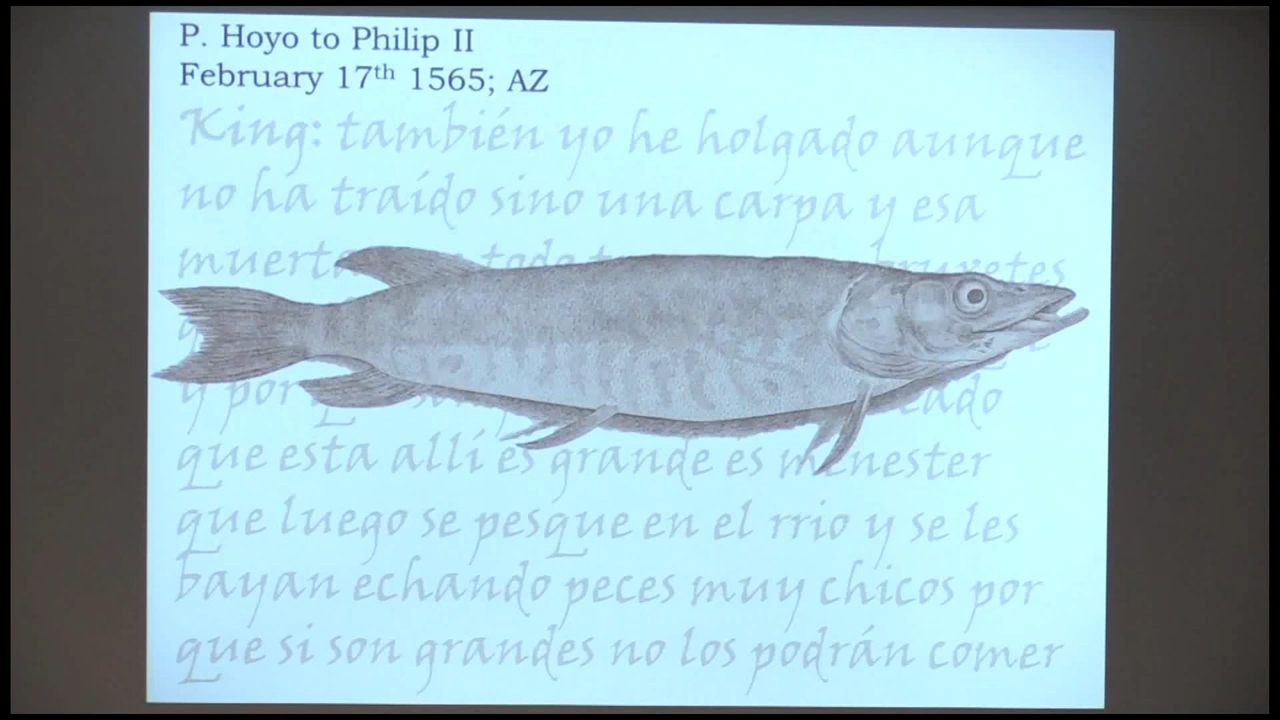 P. Hoyo to Philip II
February 17th 1565; AZ
King: también yo he holgado aunque
no ha traído sino una carpa y esa
todo
y
que esta allí es grande es menester
que luego se pesque en el rrio y se les
bayan echando peces muy chicos por
que si son grandes no los podrán comer